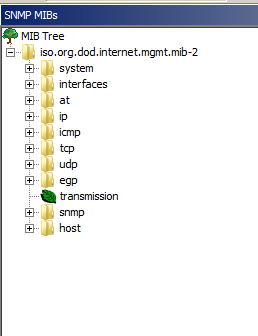 SNMP MIBs
MIB Tree
iso.org.dod.internet.mgmt.mib-2
system
interfaces
at
ip
icmp
tcp
udp
egp
transmission
snmp
host